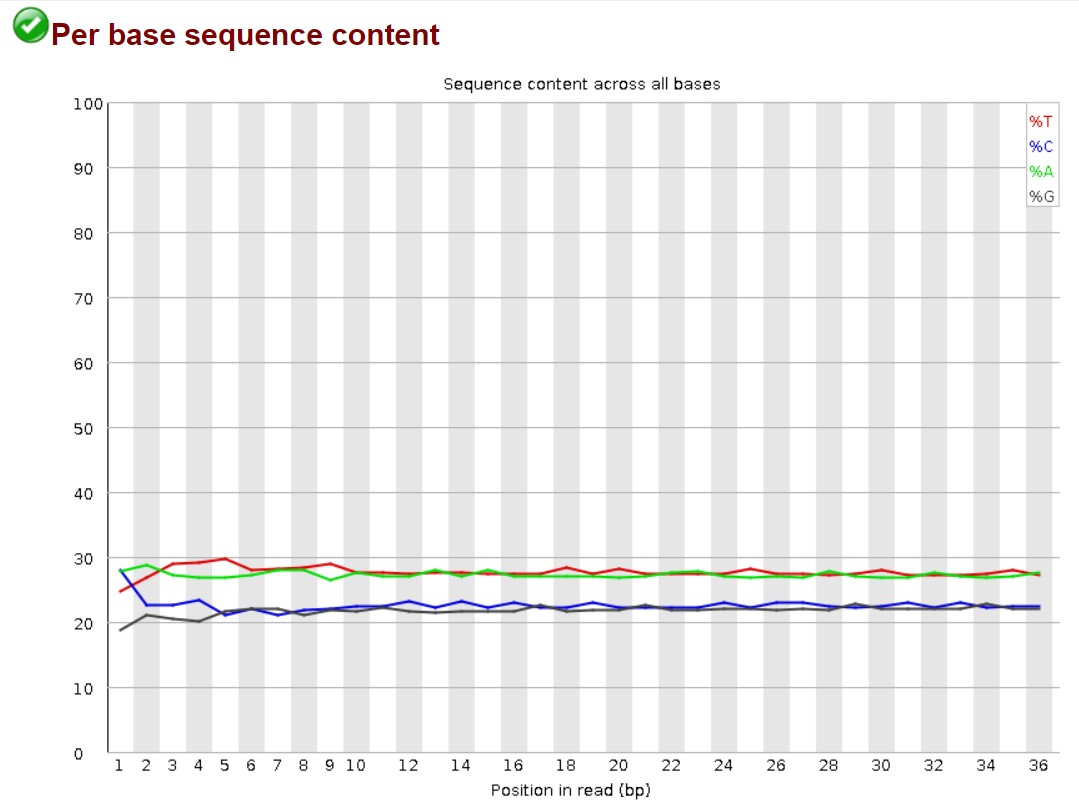 Per base sequence content
Sequence content across all bases
100
90
80
70
60
50
40
30
20
10
0
%T
%C
%A
%G
1 2 3 4 5 6 7 8 9 10 12 14 16 18 20 22 24 26 28 30 32 34 36
Position in read (bp)